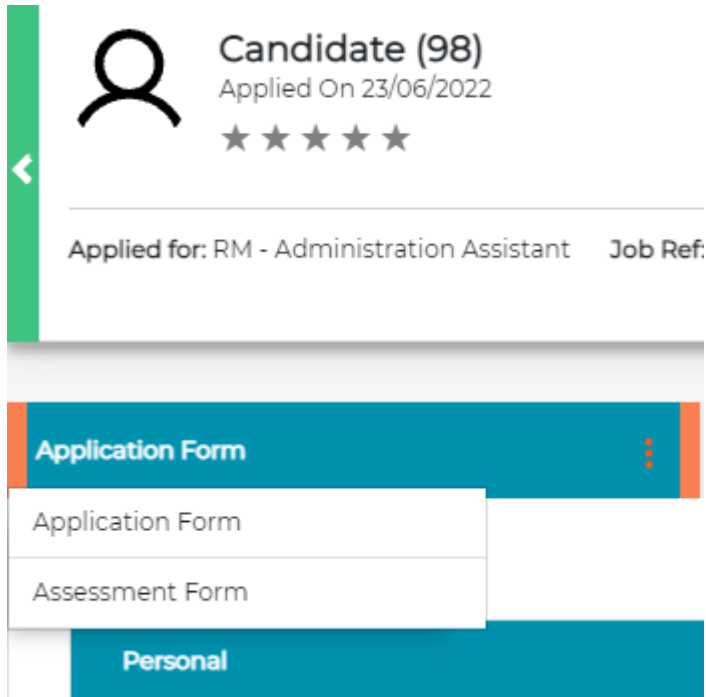 Candidate (98)
Applied On 23/06/2022
Applied for: RM - Administration Assistant Job Ref:
Application Form
Application Form
Assessment Form
Personal